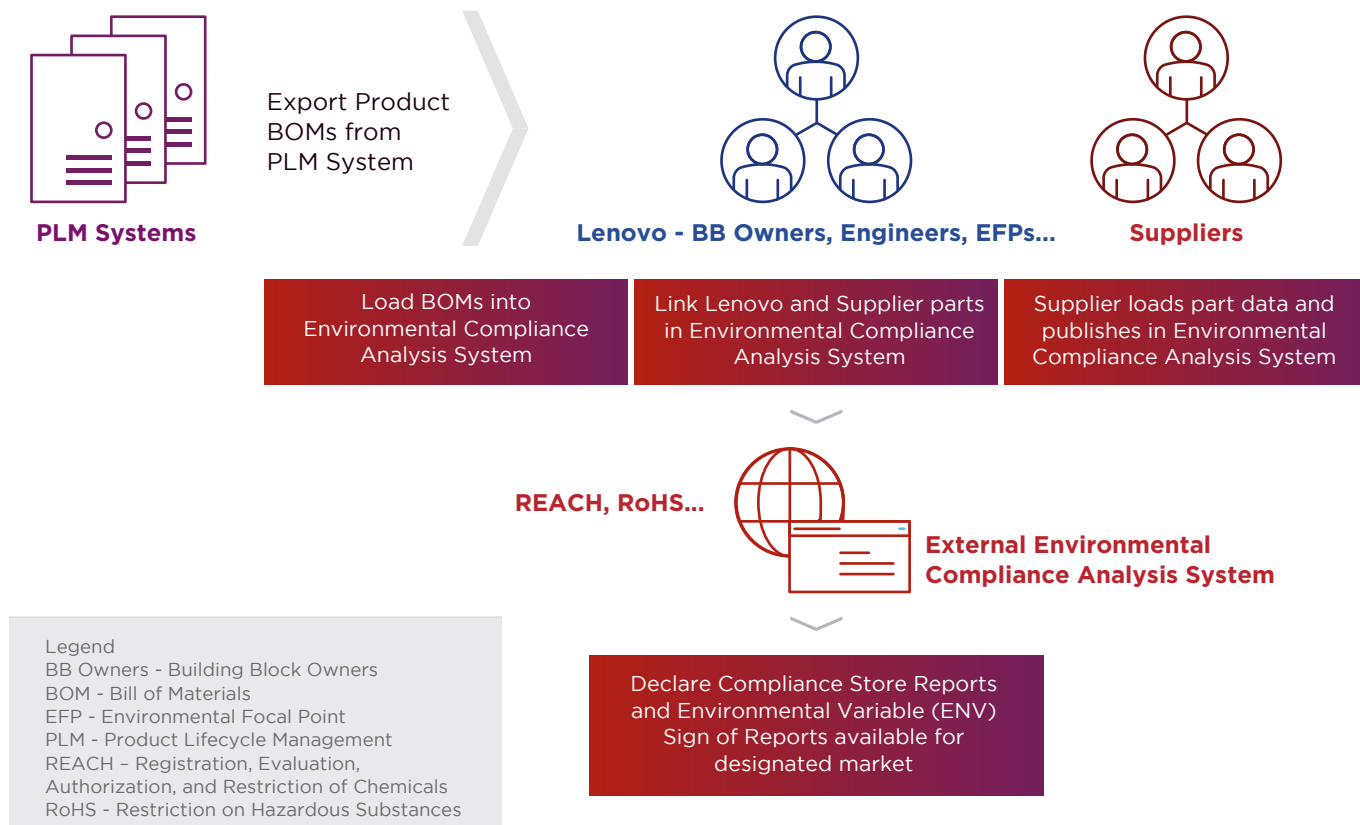 Export Product
BOMs from
PLM System
PLM Systems
Lenovo - BB Owners, Engineers, EFPs...
Suppliers
Load BOMs into
Environmental Compliance
Analysis System
Link Lenovo and Supplier parts
in Environmental Compliance
Analysis System
Supplier loads part data and
publishes in Environmental
Compliance Analysis System
REACH, RoHS...
External Environmental
Compliance Analysis System
Legend
BB Owners - Building Block Owners
BOM - Bill of Materials
EFP - Environmental Focal Point
PLM - Product Lifecycle Management
REACH – Registration, Evaluation,
Authorization, and Restriction of Chemicals
RoHS - Restriction on Hazardous Substances
Declare Compliance Store Reports
and Environmental Variable (ENV)
Sign of Reports available for
designated market